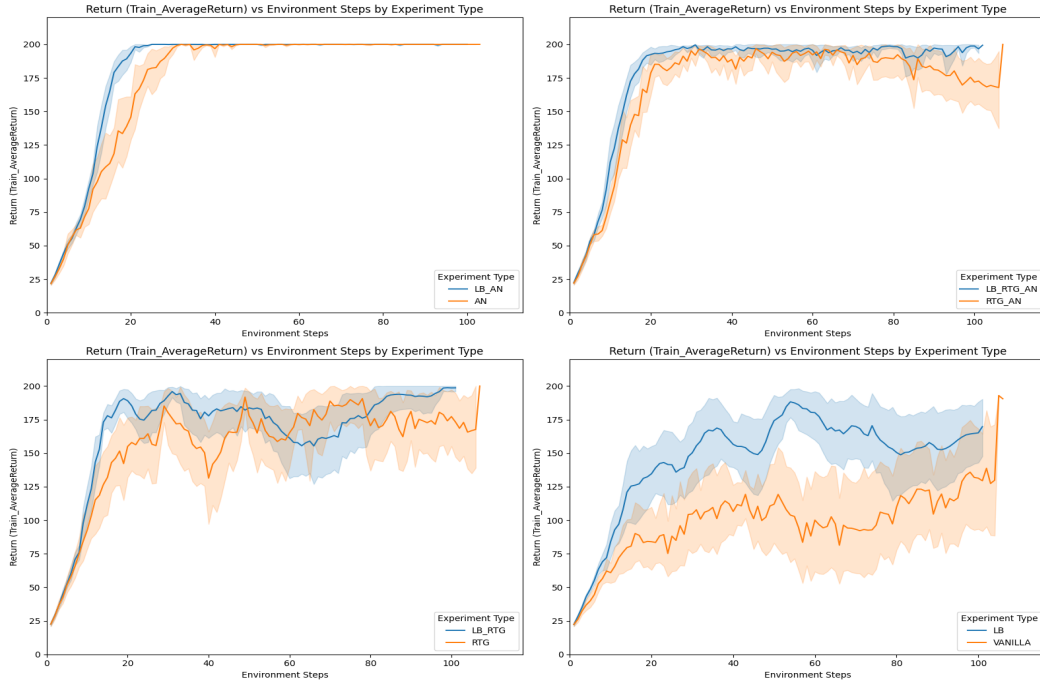 Return (Train_AverageReturn) vs Environment Steps by Experiment Type
Return (Train_AverageReturn)
200
175
150
125
100
75
50
25
0
20
40
60
80
100
Environment Steps
Experiment Type
LB_AN
AN
Return (Train_AverageReturn) vs Environment Steps by Experiment Type
Return (Train_AverageReturn)
200
175
150
125
100
75
50
25
0
20
40
60
80
100
Environment Steps
Experiment Type
LB_RTG_AN
RTG_AN
Return (Train_AverageReturn) vs Environment Steps by Experiment Type
Return (Train_AverageReturn)
200
175
150
125
100
75
50
25
0
20
40
60
80
100
Environment Steps
Experiment Type
LB_RTG
RTG
Return (Train_AverageReturn) vs Environment Steps by Experiment Type
Return (Train_AverageReturn)
200
175
150
125
100
75
50
25
0
20
40
60
80
100
Environment Steps
Experiment Type
LB
VANILLA